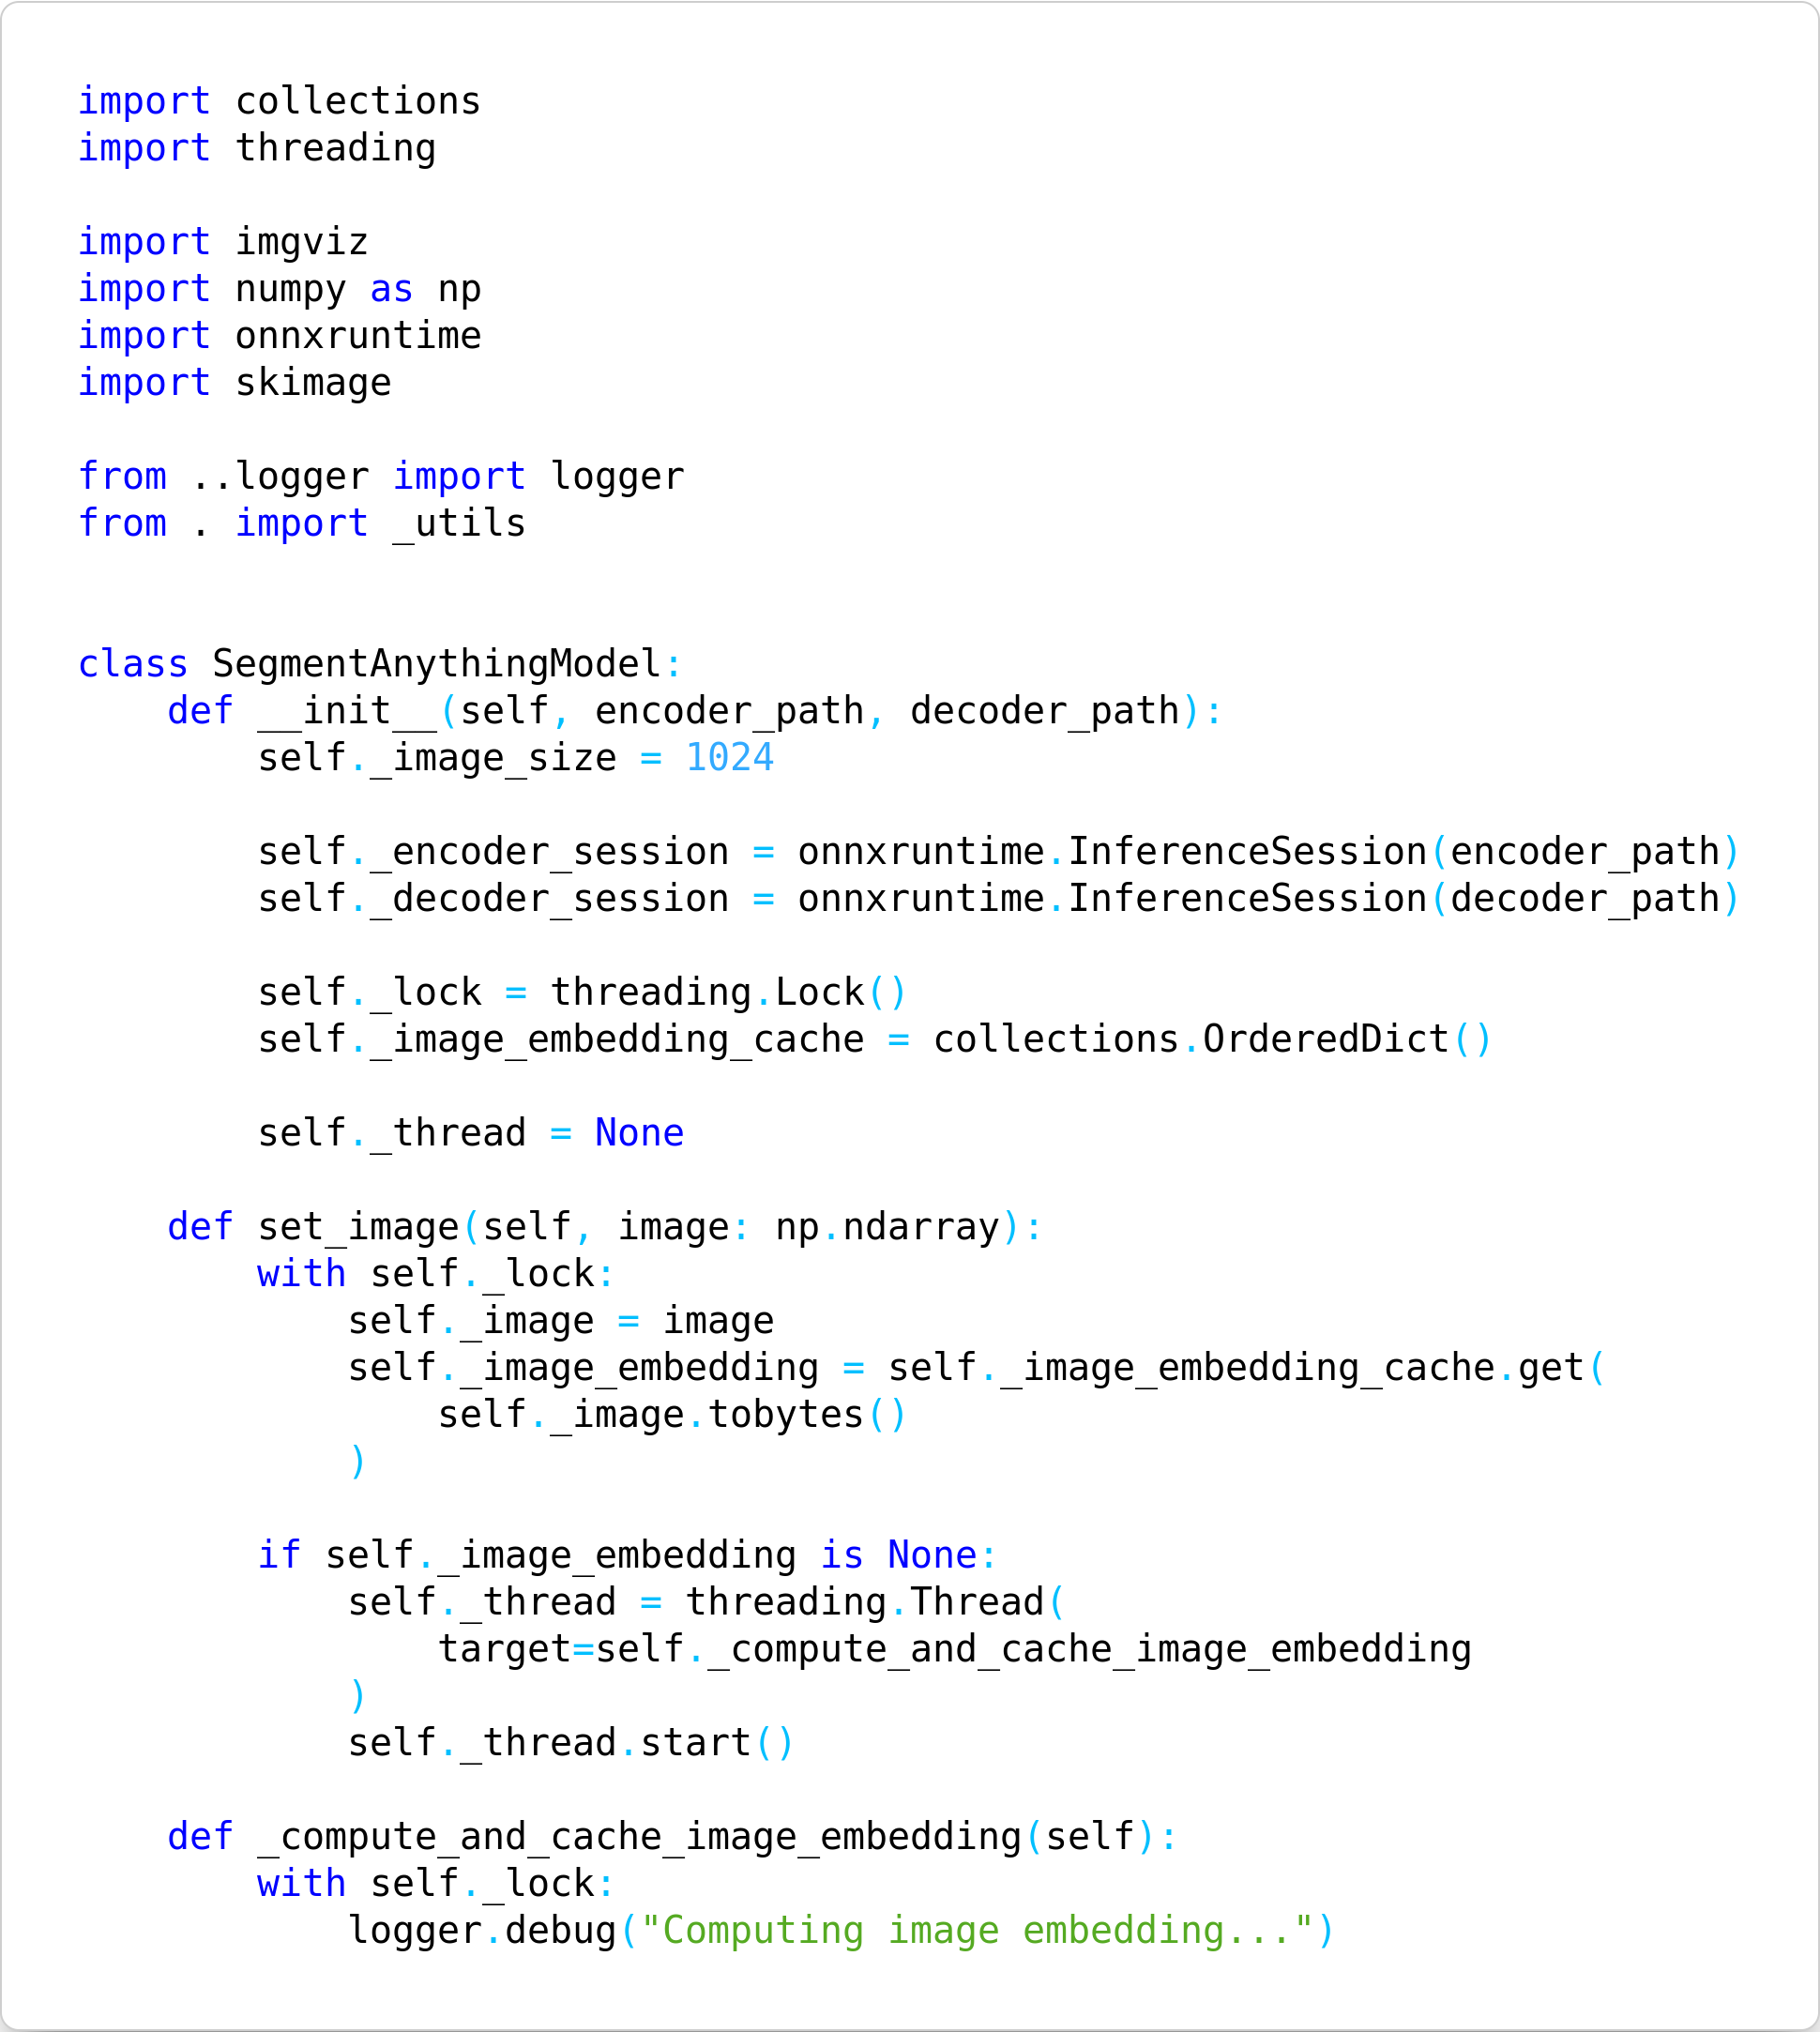 import collections
import threading

import imgviz
import numpy as np
import onnxruntime
import skimage

from ..logger import logger
from . import _utils


class SegmentAnythingModel:
    def __init__(self, encoder_path, decoder_path):
        self._image_size = 1024

        self._encoder_session = onnxruntime.InferenceSession(encoder_path)
        self._decoder_session = onnxruntime.InferenceSession(decoder_path)

        self._lock = threading.Lock()
        self._image_embedding_cache = collections.OrderedDict()

        self._thread = None

    def set_image(self, image: np.ndarray):
        with self._lock:
            self._image = image
            self._image_embedding = self._image_embedding_cache.get(
                self._image.tobytes()
            )

        if self._image_embedding is None:
            self._thread = threading.Thread(
                target=self._compute_and_cache_image_embedding
            )
            self._thread.start()

    def _compute_and_cache_image_embedding(self):
        with self._lock:
            logger.debug("Computing image embedding...")